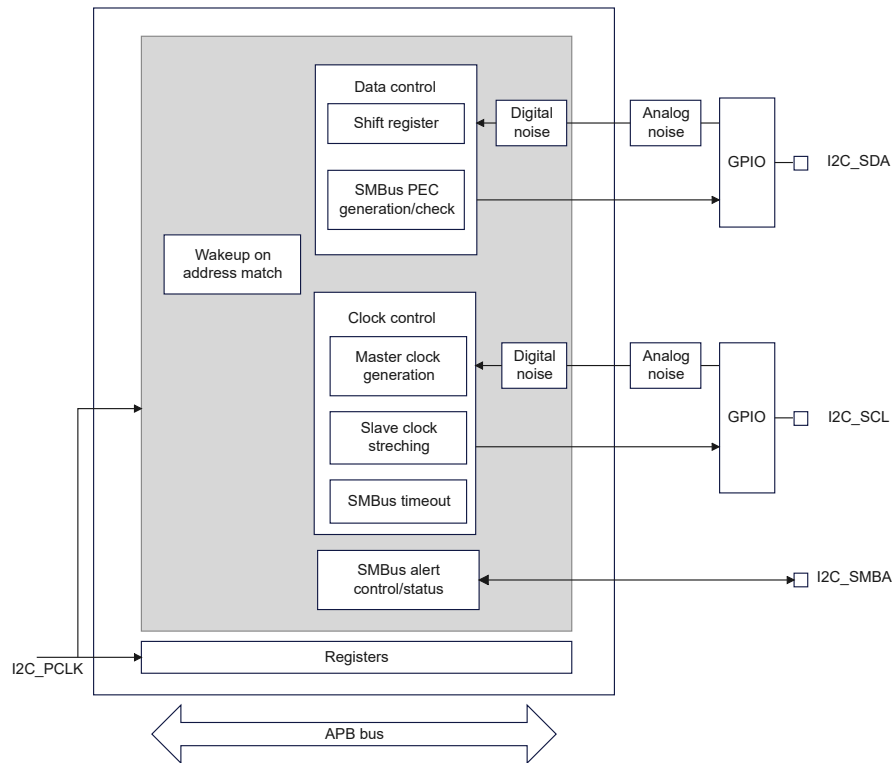 Data control
Shift register
Digital
noise
Analog
noise
GPIO
I2C_SDA
SMBus PEC
generation/check
Wakeup on
address match
Clock control
Master clock
generation
Digital
noise
Analog
noise
GPIO
I2C_SCL
Slave clock
streching
SMBus timeout
SMBus alert
control/status
I2C_SMBA
I2C_PCLK
Registers
APB bus